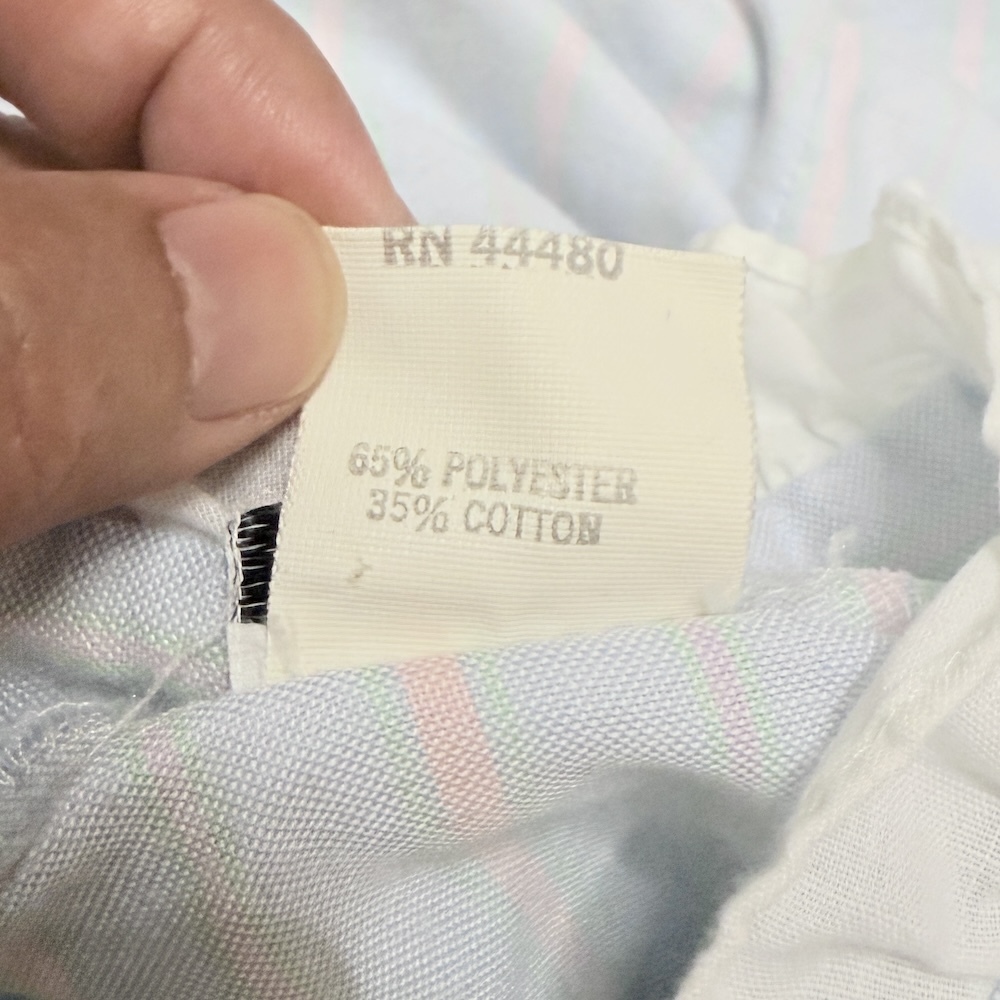 RN 44480
65% POLYESTER
35% COTTON